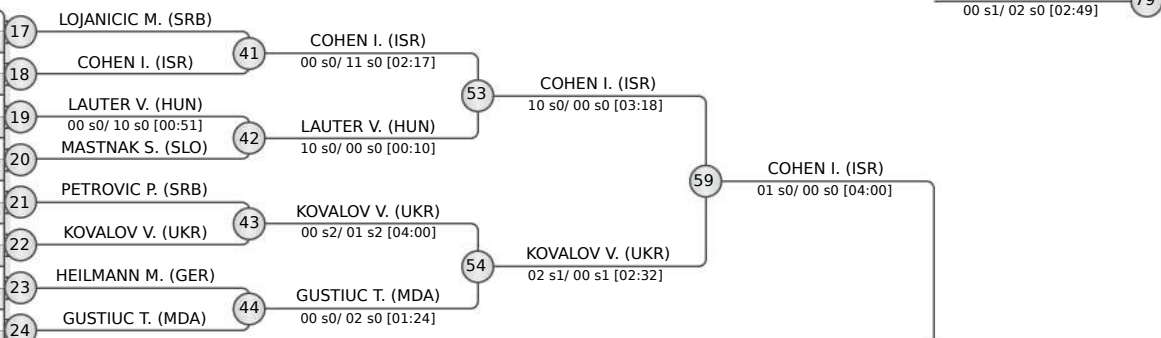 79
00 s1/ 02 s0 [02:49]
17
LOJANICIC M. (SRB)
41
COHEN I. (ISR)
00 s0/ 11 s0 [02:17]
18
COHEN I. (ISR)
53
COHEN I. (ISR)
10 s0/ 00 s0 [03:18]
19
LAUTER V. (HUN)
00 s0/ 10 s0 [00:51]
42
LAUTER V. (HUN)
10 s0/ 00 s0 [00:10]
20
MASTNAK S. (SLO)
59
COHEN I. (ISR)
01 s0/ 00 s0 [04:00]
21
PETROVIC P. (SRB)
43
KOVALOV V. (UKR)
00 s2/ 01 s2 [04:00]
22
KOVALOV V. (UKR)
54
KOVALOV V. (UKR)
02 s1/ 00 s1 [02:32]
23
HEILMANN M. (GER)
44
GUSTIUC T. (MDA)
00 s0/ 02 s0 [01:24]
24
GUSTIUC T. (MDA)